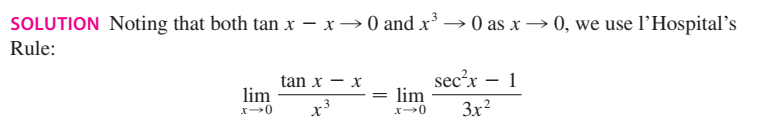 SOLUTION Noting that both tan x − x → 0 and x³ → 0 as x → 0, we use l’Hospital’s
Rule:
lim x→0 (tan x − x)/x³ = lim x→0 (sec²x − 1)/3x²